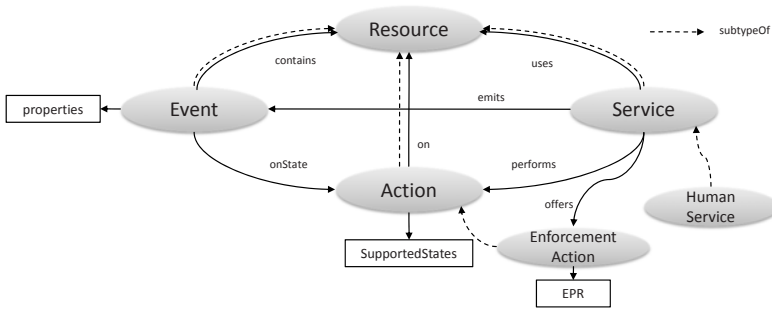 Resource
subtypeOf
contains
uses
properties
Event
emits
Service
onState
on
performs
Action
offers
Human
Service
Enforcement
Action
SupportedStates
EPR